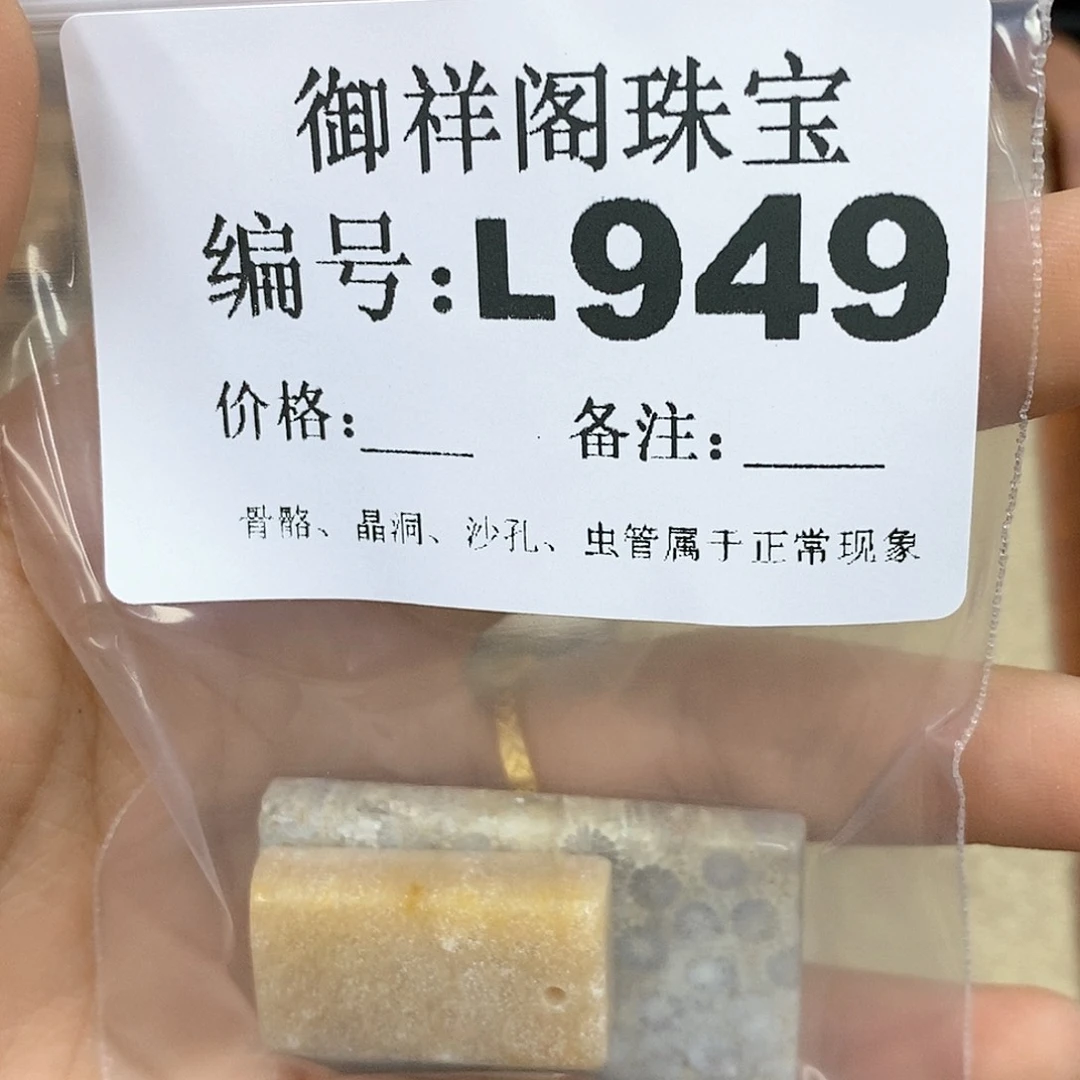 御祥阁珠宝
编号:L949
价格:____ 备注:____
骨骼、晶洞、沙孔、虫管属于正常现象